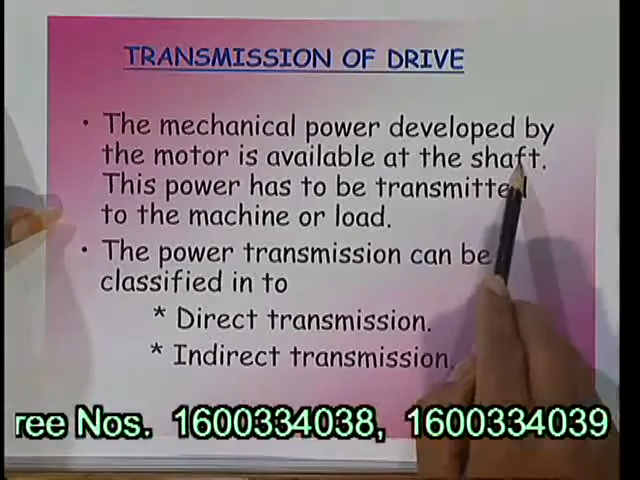 TRANSMISSION OF DRIVE
• The mechanical power developed by
the motor is available at the shaft.
This power has to be transmitted
to the machine or load.
• The power transmission can be
classified in to
* Direct transmission.
* Indirect transmission.
ree Nos. 1600334038, 1600334039